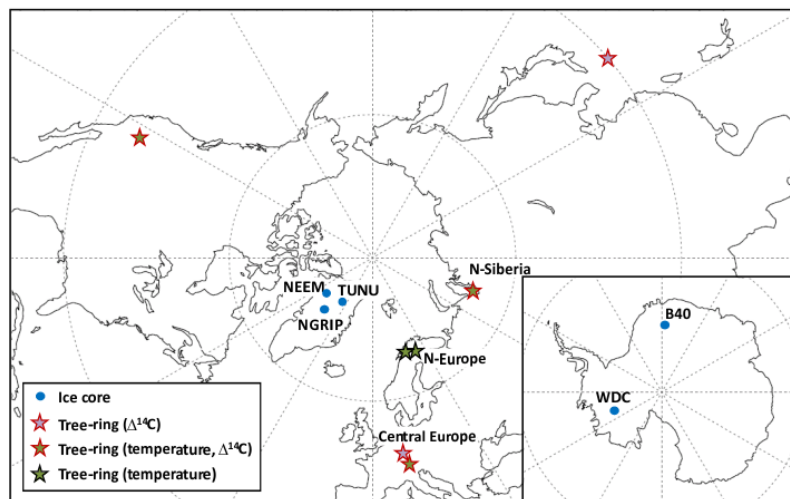 N-Siberia
NEEM TUNU
NGRIP
B40
N-Europe
WDC
Ice core
Tree-ring (Δ¹⁴C)
Central Europe
Tree-ring (temperature, Δ¹⁴C)
Tree-ring (temperature)